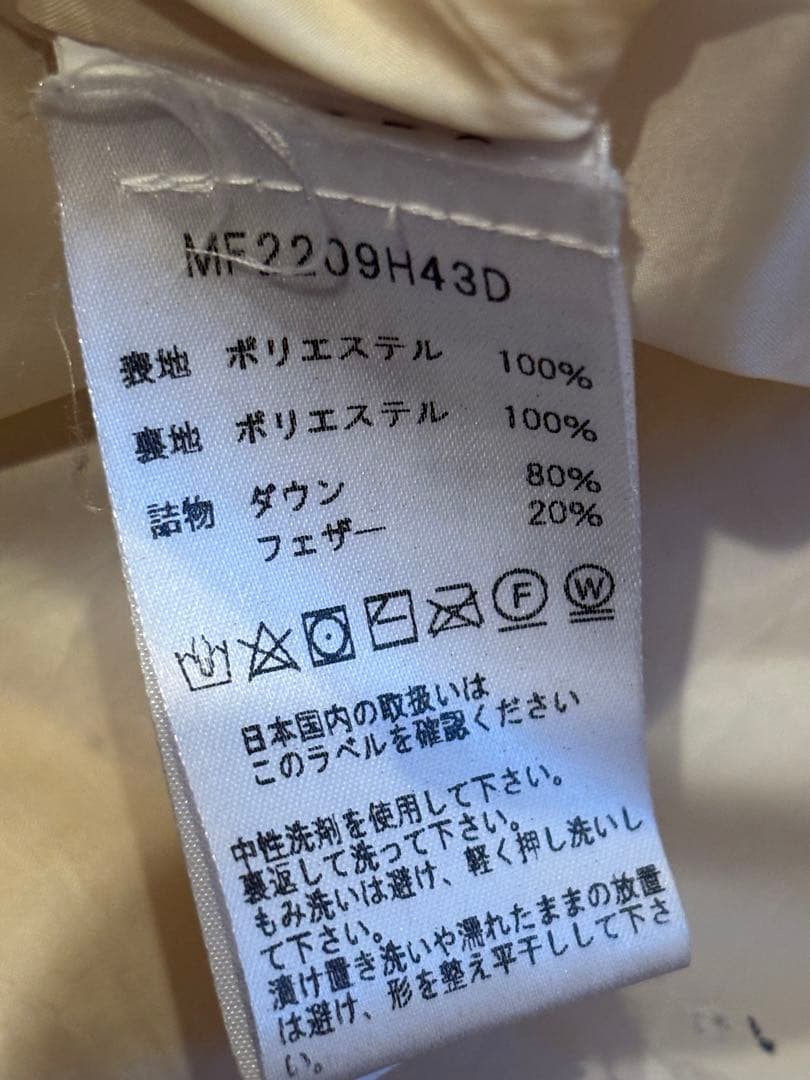 MF2209H43D
表地 ポリエステル 100%
裏地 ポリエステル 100%
詰物 ダウン 80%
フェザー 20%
F W
日本国内の取扱いは
このラベルを確認ください
中性洗剤を使用して下さい。
裏返して洗って下さい。
もみ洗いは避け、軽く押し洗いし
て下さい。
漬け置き洗いや濡れたままの放置
は避け、形を整え平干しして下さ
い。